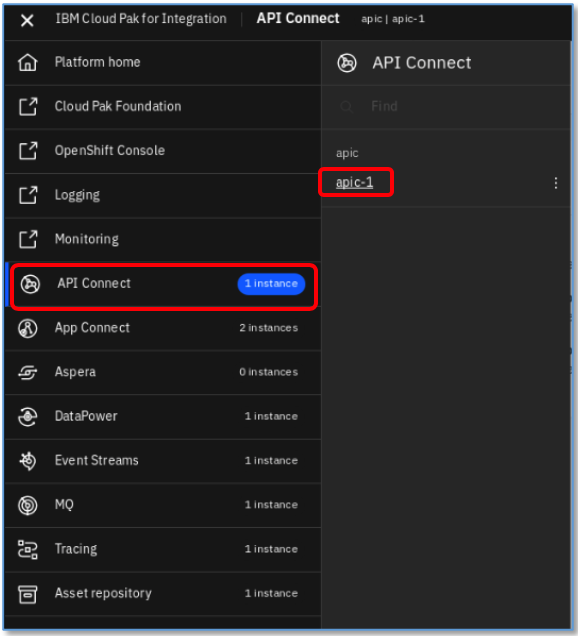 IBM Cloud Pak for Integration API Connect apic | apic-1
Platform home
Cloud Pak Foundation
OpenShift Console
Logging
Monitoring
API Connect 1 instance
App Connect 2 instances
Aspera 0 instances
DataPower 1 instance
Event Streams 1 instance
MQ 1 instance
Tracing 1 instance
Asset repository 1 instance
API Connect
Find
apic
apic-1